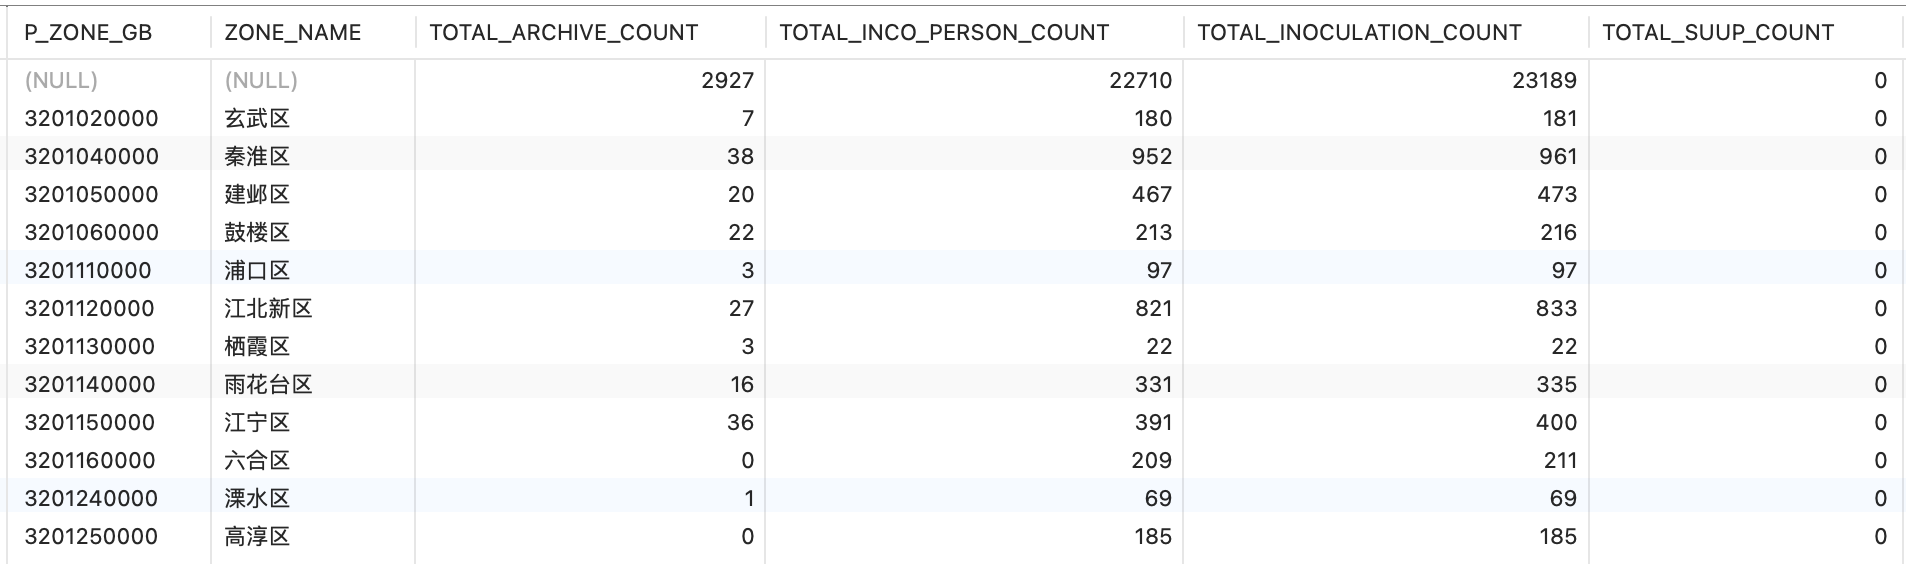 P_ZONE_GB ZONE_NAME TOTAL_ARCHIVE_COUNT TOTAL_INCO_PERSON_COUNT TOTAL_INOCULATION_COUNT TOTAL_SUUP_COUNT
(NULL) (NULL) 2927 22710 23189 0
3201020000 玄武区 7 180 181 0
3201040000 秦淮区 38 952 961 0
3201050000 建邺区 20 467 473 0
3201060000 鼓楼区 22 213 216 0
3201110000 浦口区 3 97 97 0
3201120000 江北新区 27 821 833 0
3201130000 栖霞区 3 22 22 0
3201140000 雨花台区 16 331 335 0
3201150000 江宁区 36 391 400 0
3201160000 六合区 0 209 211 0
3201240000 溧水区 1 69 69 0
3201250000 高淳区 0 185 185 0